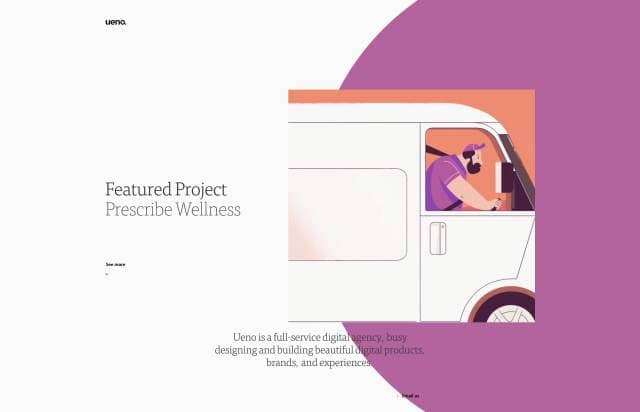 ueno.
Featured Project
Prescribe Wellness
See more
Ueno is a full-service digital agency, busy
designing and building beautiful digital products,
brands, and experiences.
Email us